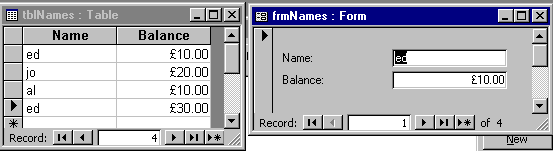 tblNames : Table
Name Balance
ed £10.00
jo £20.00
al £10.00
ed £30.00
Record: 4
frmNames : Form
Name: ed
Balance: £10.00
Record: 1 of 4
New